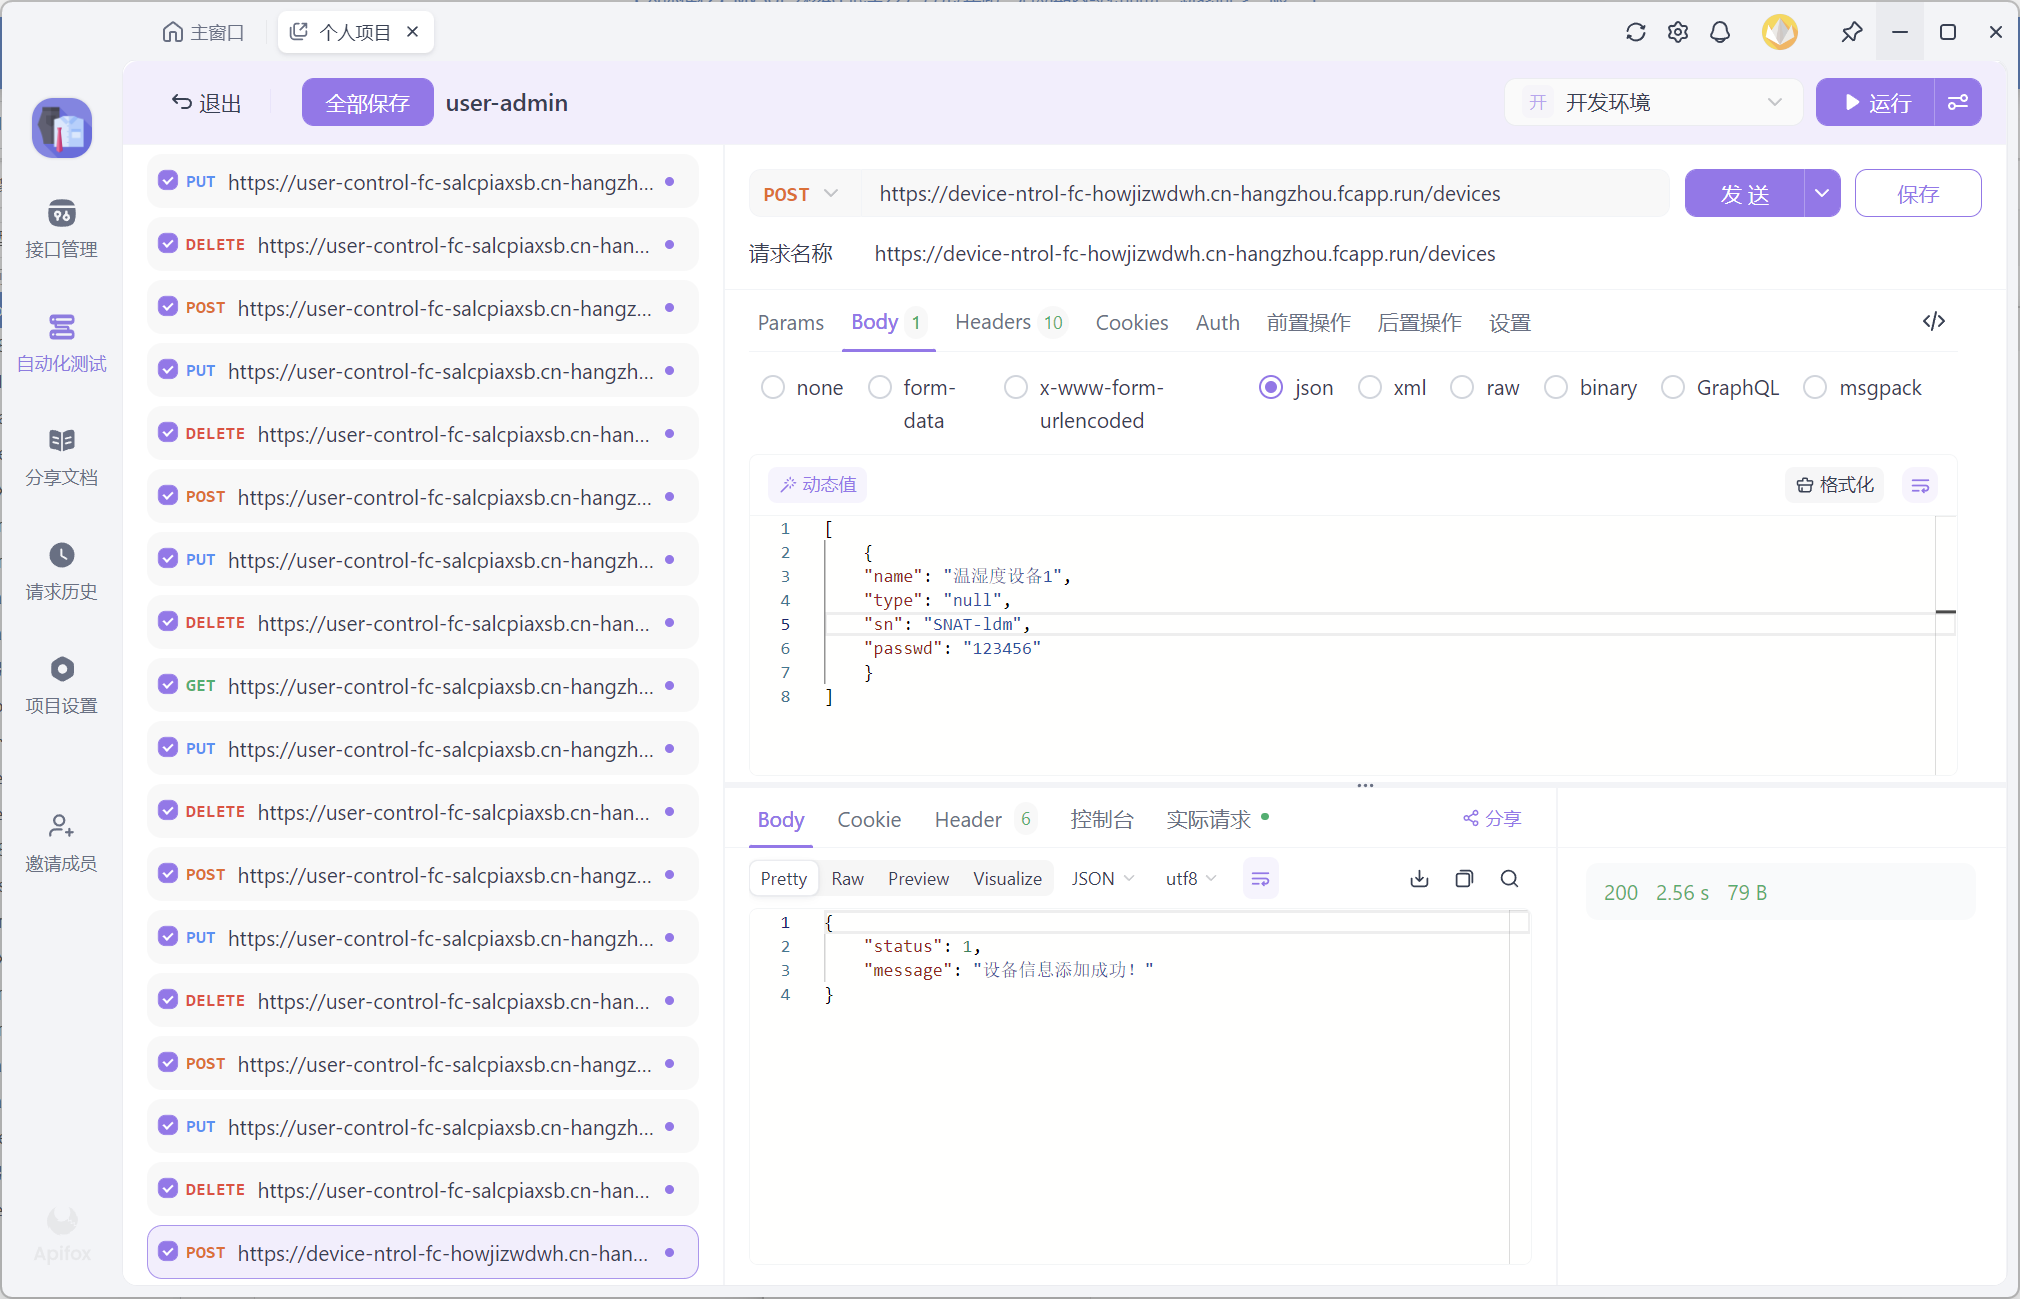 主窗口
个人项目
退出
全部保存 user-admin
开 开发环境
运行
接口管理
自动化测试
分享文档
请求历史
项目设置
邀请成员
Apifox
PUT https://user-control-fc-salcpiaxsb.cn-hangzh...
DELETE https://user-control-fc-salcpiaxsb.cn-han...
POST https://user-control-fc-salcpiaxsb.cn-hangz...
PUT https://user-control-fc-salcpiaxsb.cn-hangzh...
DELETE https://user-control-fc-salcpiaxsb.cn-han...
POST https://user-control-fc-salcpiaxsb.cn-hangz...
PUT https://user-control-fc-salcpiaxsb.cn-hangzh...
DELETE https://user-control-fc-salcpiaxsb.cn-han...
GET https://user-control-fc-salcpiaxsb.cn-hangzh...
PUT https://user-control-fc-salcpiaxsb.cn-hangzh...
DELETE https://user-control-fc-salcpiaxsb.cn-han...
POST https://user-control-fc-salcpiaxsb.cn-hangz...
PUT https://user-control-fc-salcpiaxsb.cn-hangzh...
DELETE https://user-control-fc-salcpiaxsb.cn-han...
POST https://user-control-fc-salcpiaxsb.cn-hangz...
PUT https://user-control-fc-salcpiaxsb.cn-hangzh...
DELETE https://user-control-fc-salcpiaxsb.cn-han...
POST https://device-ntrol-fc-howjizwdwh.cn-han...
POST https://device-ntrol-fc-howjizwdwh.cn-hangzhou.fcapp.run/devices
发 送
保存
请求名称 https://device-ntrol-fc-howjizwdwh.cn-hangzhou.fcapp.run/devices
Params Body 1 Headers 10 Cookies Auth 前置操作 后置操作 设置
none form-data x-www-form-urlencoded json xml raw binary GraphQL msgpack
动态值
格式化
1 [
2 {
3 "name": "温湿度设备1",
4 "type": "null",
5 "sn": "SNAT-ldm",
6 "passwd": "123456"
7 }
8 ]
Body Cookie Header 6 控制台 实际请求
分享
Pretty Raw Preview Visualize JSON utf8
200 2.56 s 79 B
1 {
2 "status": 1,
3 "message": "设备信息添加成功！"
4 }